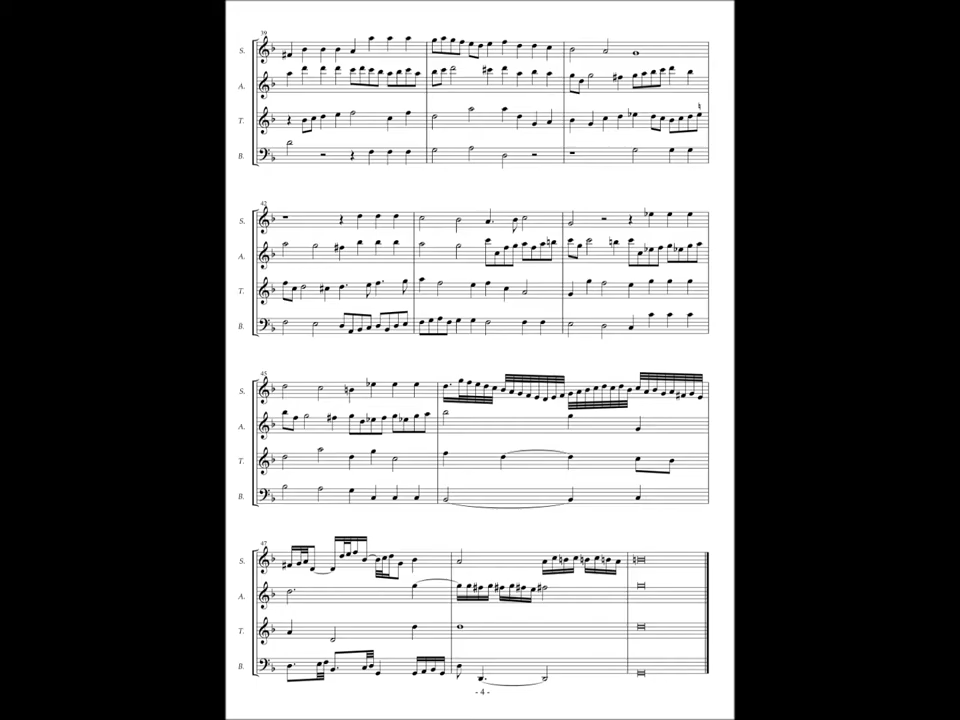 39
S.
A.
T.
B.
42
S.
A.
T.
B.
45
S.
A.
T.
B.
47
S.
A.
T.
B.
- 4 -